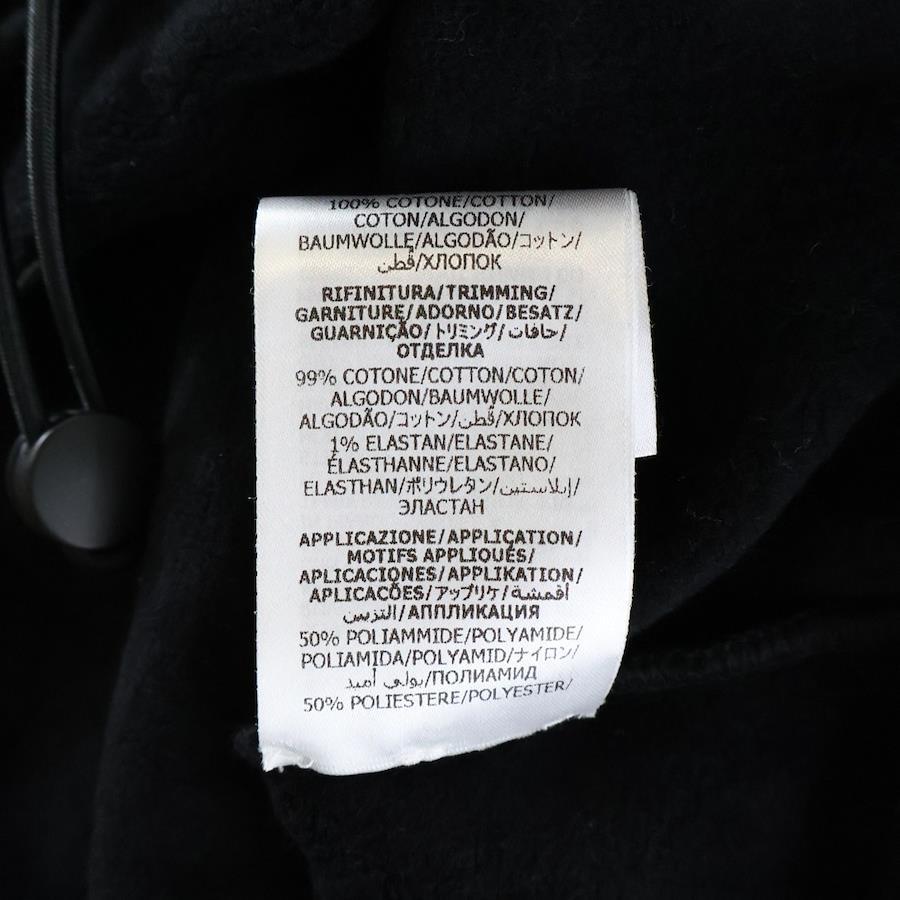 100% COTONE/COTTON/
COTON/ALGODON/
BAUMWOLLE/ALGODÃO/コットン/
قطن/ХЛОПОК
RIFINITURA/TRIMMING/
GARNITURE/ADORNO/BESATZ/
GUARNIÇÃO/トリミング/حافات/
ОТДЕЛКА
99% COTONE/COTTON/COTON/
ALGODON/BAUMWOLLE/
ALGODÃO/コットン/قطن/ХЛОПОК
1% ELASTAN/ELASTANE/
ÉLASTHANNE/ELASTANO/
ELASTHAN/ポリウレタン/إيلاستين/
ЭЛАСТАН
APPLICAZIONE/APPLICATION/
MOTIFS APPLIQUÉS/
APLICACIONES/APPLIKATION/
APLICACÕES/アップリケ/أقمشة
التزيين/АППЛИКАЦИЯ
50% POLIAMMIDE/POLYAMIDE/
POLIAMIDA/POLYAMID/ナイロン/
بولي أميد/ПОЛИАМИД
50% POLIESTERE/POLYESTER/